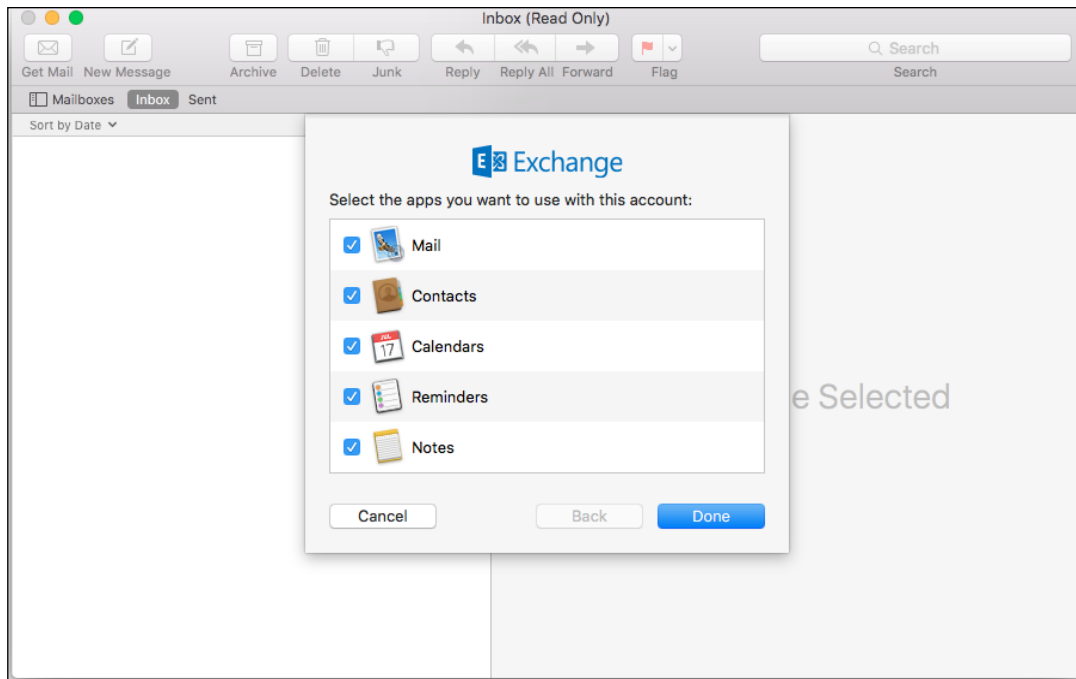 Inbox (Read Only)
Get Mail New Message Archive Delete Junk Reply Reply All Forward Flag Search
Search
Mailboxes Inbox Sent
Sort by Date
E Exchange
Select the apps you want to use with this account:
Mail
Contacts
JUL
17
Calendars
Reminders
Notes
e Selected
Cancel Back Done